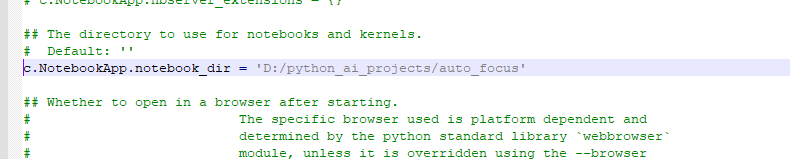 # c.NotebookApp.nbserver_extensions = {}
## The directory to use for notebooks and kernels.
#  Default: ''
c.NotebookApp.notebook_dir = 'D:/python_ai_projects/auto_focus'
## Whether to open in a browser after starting.
#                          The specific browser used is platform dependent and
#                          determined by the python standard library `webbrowser`
#                          module, unless it is overridden using the --browser